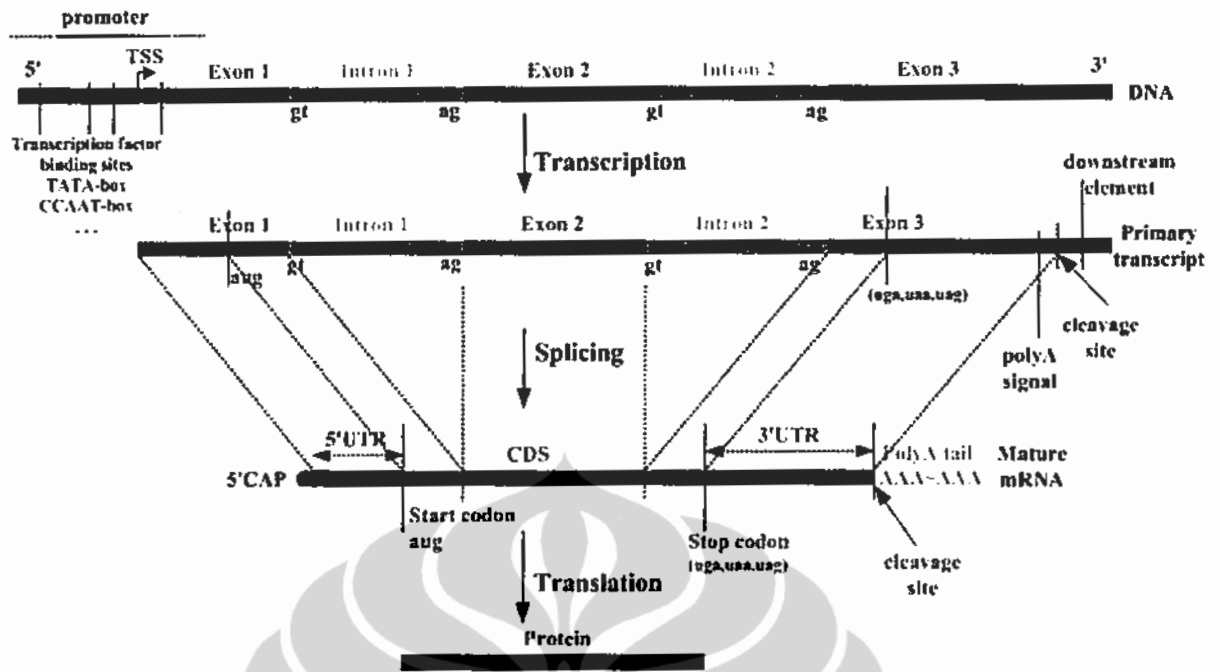 promoter
5' TSS Exon 1 Intron 1 Exon 2 Intron 2 Exon 3 3'
DNA
gt ag gt ag
Transcription factor
binding sites
TATA-box
CCAAT-box
...
Transcription
downstream
element
Exon 1 Intron 1 Exon 2 Intron 2 Exon 3
Primary
transcript
aug gt ag gt ag
(uga,uaa,uag)
cleavage
site
polyA
signal
Splicing
5'UTR CDS 3'UTR
PolyA tail
AAA~AAA
Mature
mRNA
5'CAP
Start codon
aug
Stop codon
(uga,uaa,uag)
cleavage
site
Translation
Protein